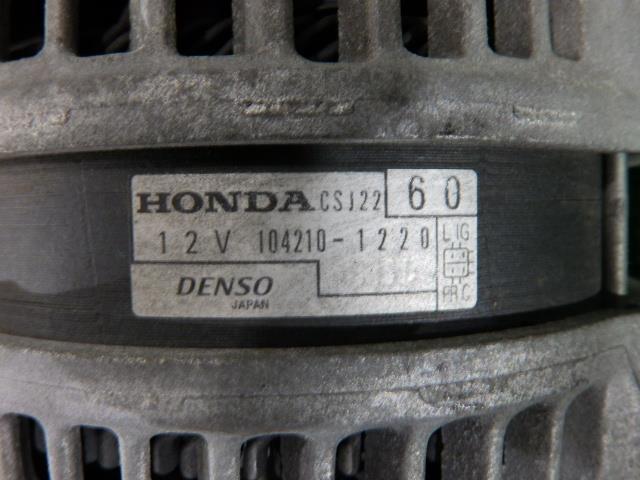 HONDA CSJ22 60
12V 104210-1220 L IG
FR C
DENSO
JAPAN